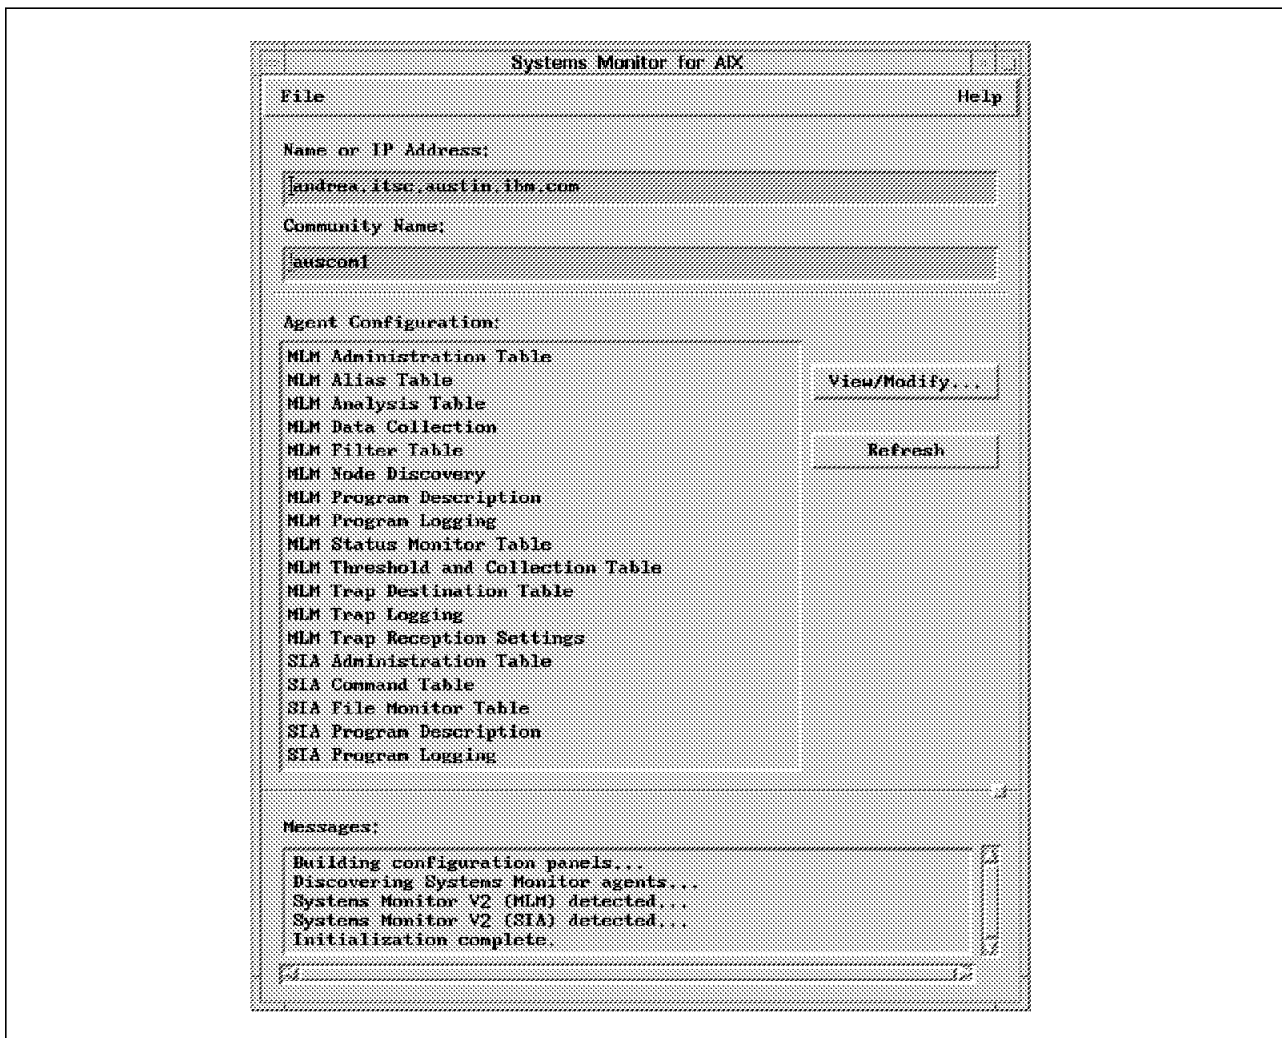 Systems Monitor for AIX
File Help
Name or IP Address:
andrea.itsc.austin.ibm.com
Community Name:
auscom1
Agent Configuration:
MLM Administration Table
MLM Alias Table
View/Modify...
MLM Analysis Table
MLM Data Collection
MLM Filter Table
Refresh
MLM Node Discovery
MLM Program Description
MLM Program Logging
MLM Status Monitor Table
MLM Threshold and Collection Table
MLM Trap Destination Table
MLM Trap Logging
MLM Trap Reception Settings
SIA Administration Table
SIA Command Table
SIA File Monitor Table
SIA Program Description
SIA Program Logging
Messages:
Building configuration panels...
Discovering Systems Monitor agents...
Systems Monitor V2 (MLM) detected...
Systems Monitor V2 (SIA) detected...
Initialization complete.